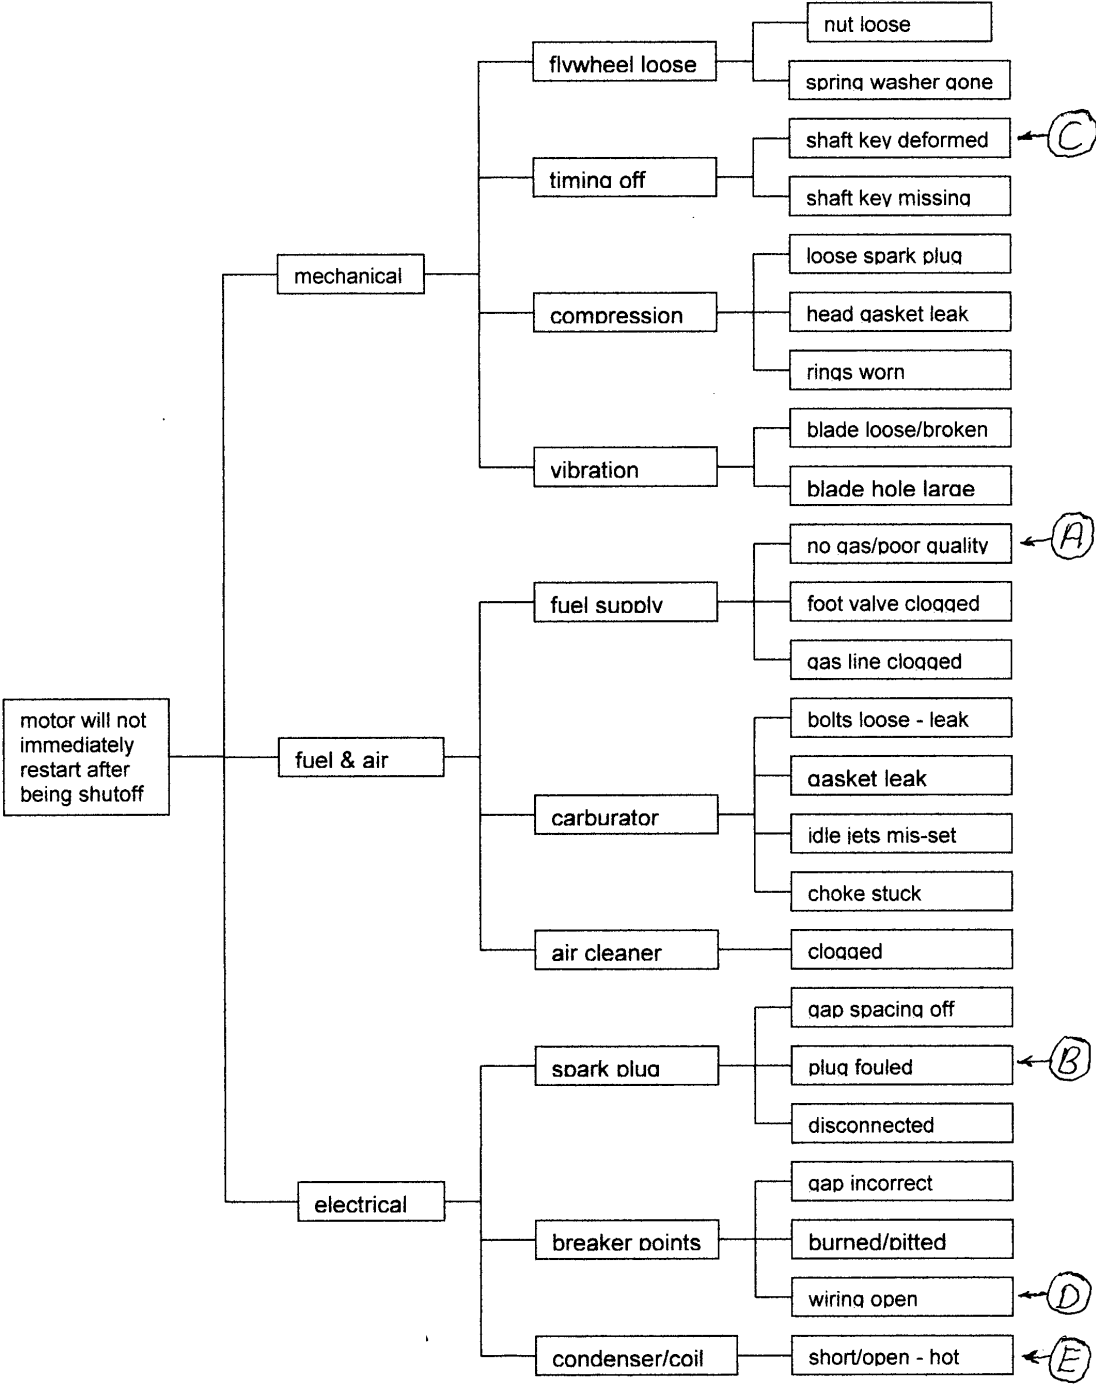 nut loose
flywheel loose
spring washer gone
shaft key deformed
C
timing off
shaft key missing
loose spark plug
mechanical
compression
head gasket leak
rings worn
blade loose/broken
vibration
blade hole large
no gas/poor quality
A
fuel supply
foot valve clogged
gas line clogged
motor will not
immediately
restart after
being shutoff
fuel & air
bolts loose - leak
gasket leak
carburator
idle jets mis-set
choke stuck
air cleaner
clogged
gap spacing off
spark plug
plug fouled
B
disconnected
electrical
gap incorrect
breaker points
burned/pitted
wiring open
D
condenser/coil
short/open - hot
E